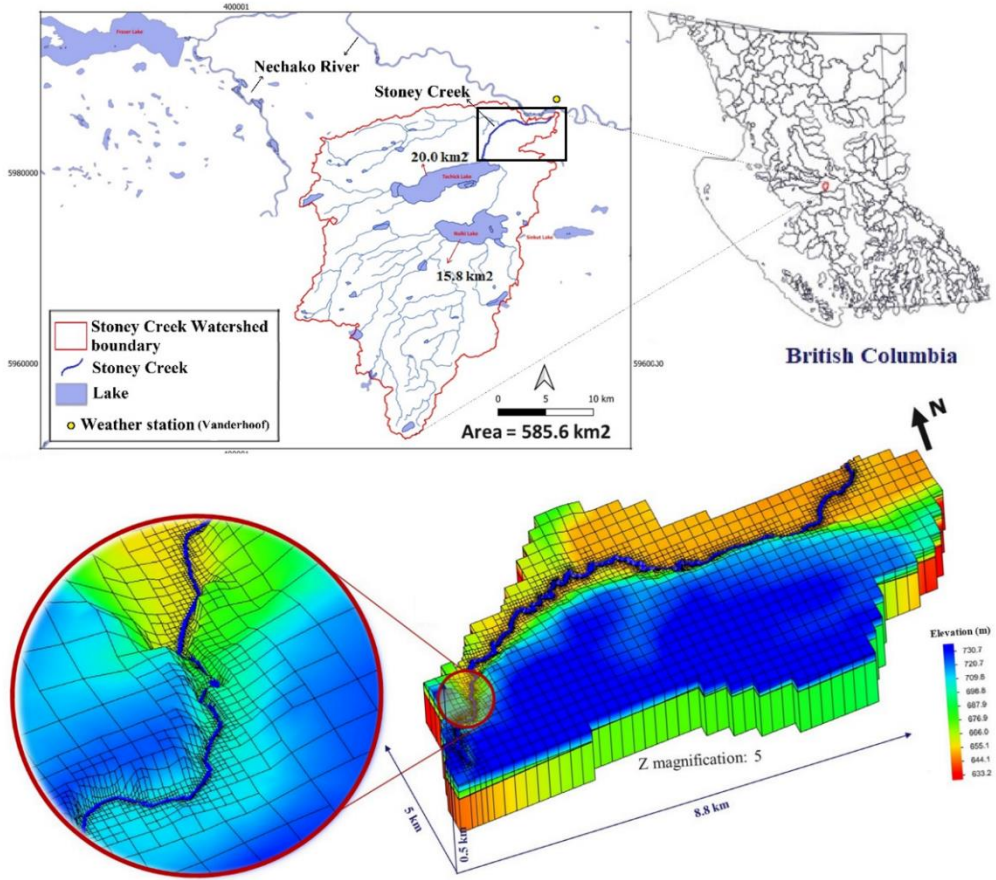 400001
Fraser Lake
Nechako River
Stoney Creek
5980000
20.0 km2
Tachick Lake
Nulki Lake
Sinkut Lake
15.8 km2
Stoney Creek Watershed
boundary
Stoney Creek
Lake
Weather station (Vanderhoof)
5960000
0 5 10 km
Area = 585.6 km2
British Columbia
N
Elevation (m)
730.7
720.7
709.8
698.8
687.9
676.9
666.0
655.1
644.1
633.2
Z magnification: 5
5 km
0.5 km
8.8 km